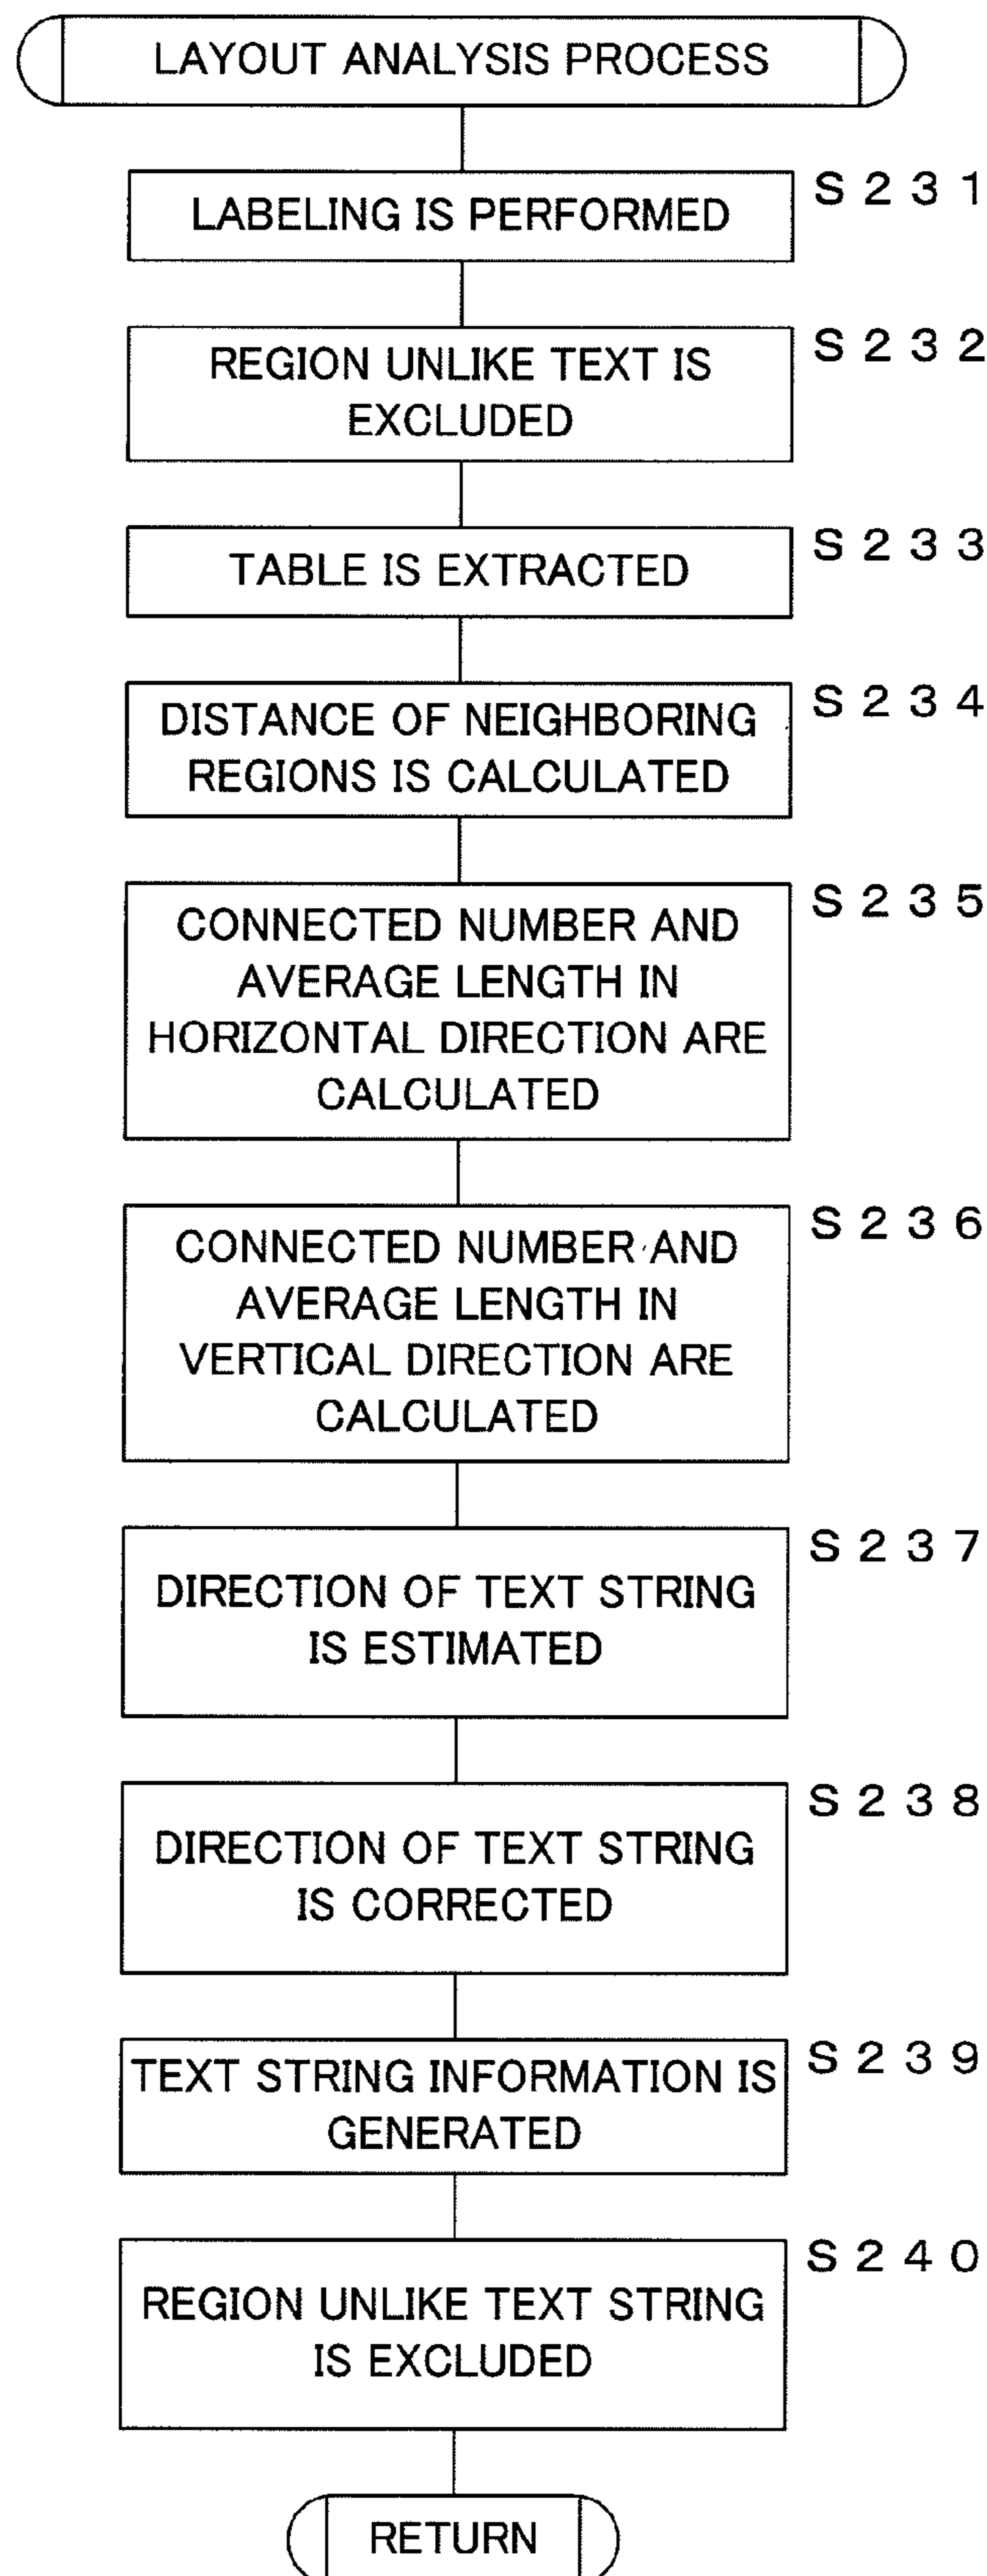 LAYOUT ANALYSIS PROCESS
LABELING IS PERFORMED
S231
REGION UNLIKE TEXT IS
EXCLUDED
S232
TABLE IS EXTRACTED
S233
DISTANCE OF NEIGHBORING
REGIONS IS CALCULATED
S234
CONNECTED NUMBER AND
AVERAGE LENGTH IN
HORIZONTAL DIRECTION ARE
CALCULATED
S235
CONNECTED NUMBER AND
AVERAGE LENGTH IN
VERTICAL DIRECTION ARE
CALCULATED
S236
DIRECTION OF TEXT STRING
IS ESTIMATED
S237
DIRECTION OF TEXT STRING
IS CORRECTED
S238
TEXT STRING INFORMATION IS
GENERATED
S239
REGION UNLIKE TEXT STRING
IS EXCLUDED
S240
RETURN